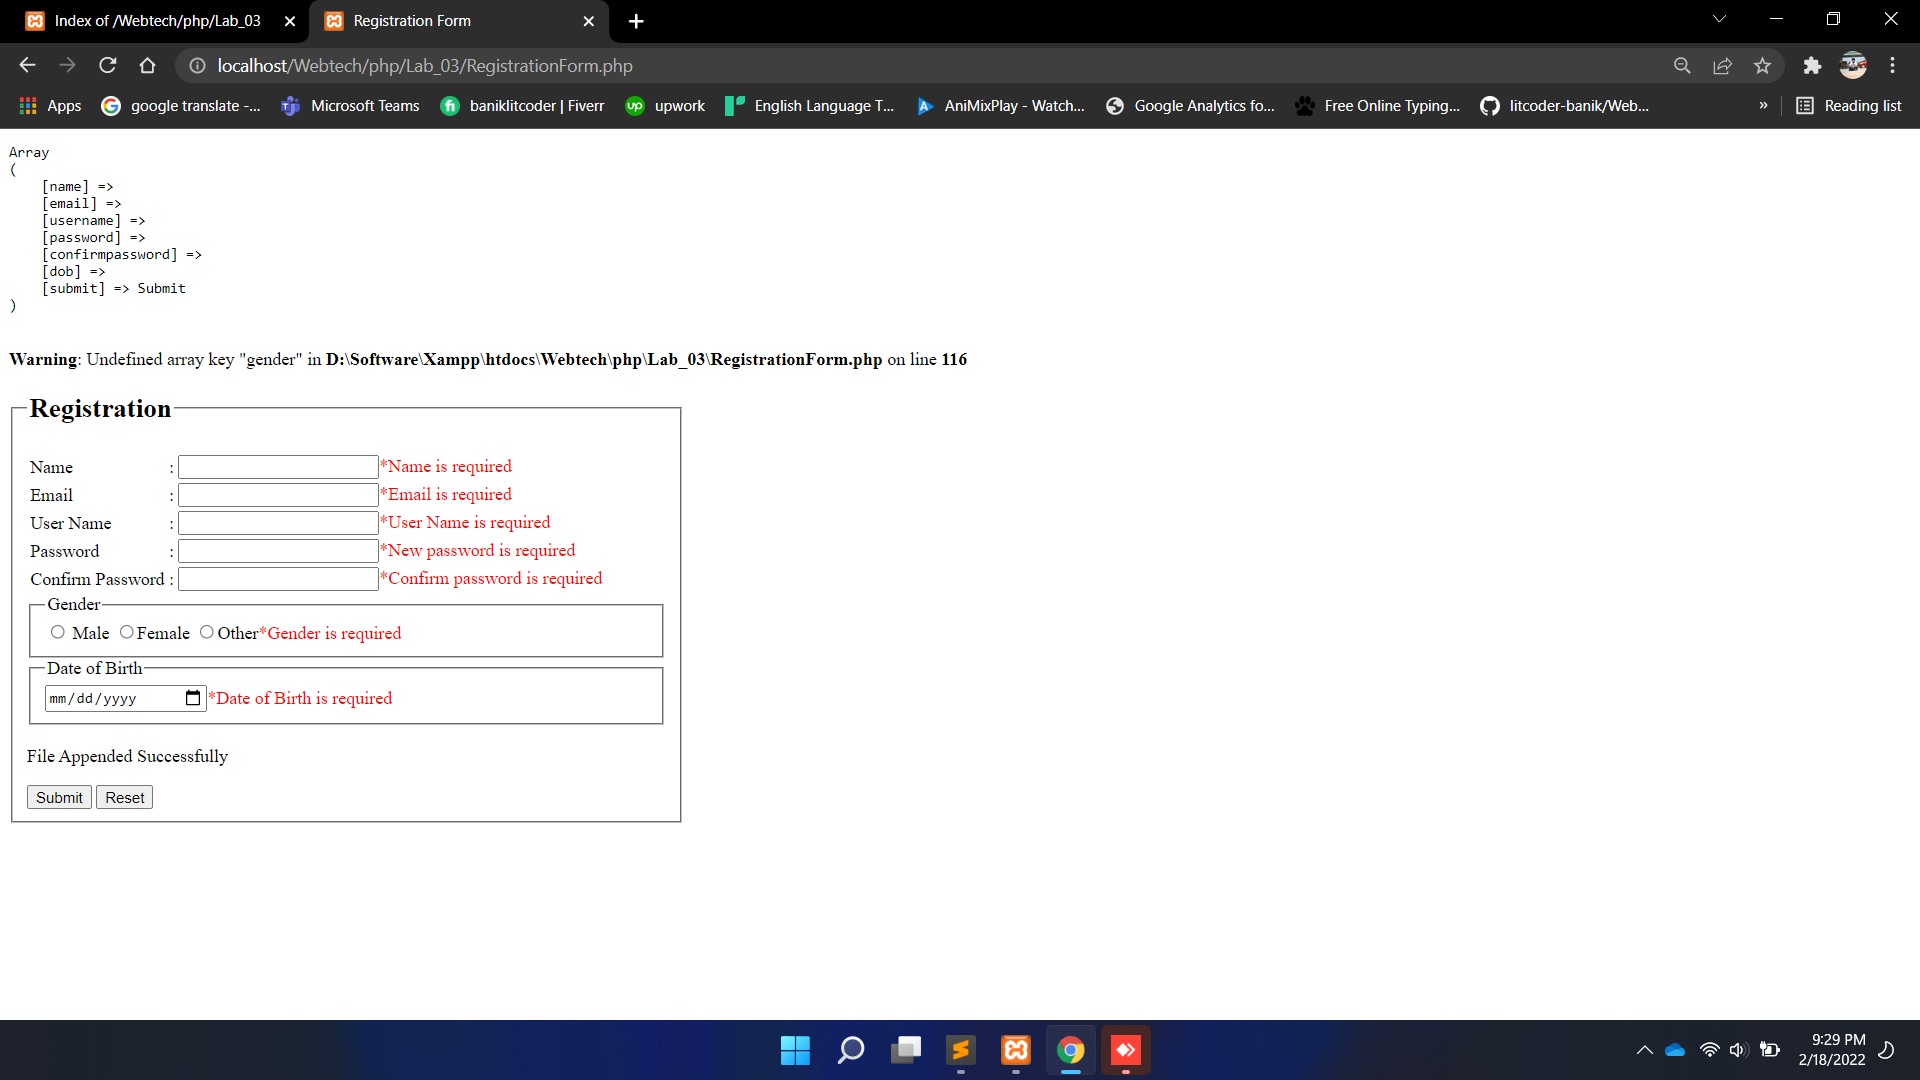 Index of /Webtech/php/Lab_03
Registration Form
localhost/Webtech/php/Lab_03/RegistrationForm.php
Apps
google translate -...
Microsoft Teams
baniklitcoder | Fiverr
upwork
English Language T...
AniMixPlay - Watch...
Google Analytics fo...
Free Online Typing...
litcoder-banik/Web...
»
Reading list
Array
(
[name] =>
[email] =>
[username] =>
[password] =>
[confirmpassword] =>
[dob] =>
[submit] => Submit
)
Warning: Undefined array key "gender" in D:\Software\Xampp\htdocs\Webtech\php\Lab_03\RegistrationForm.php on line 116
Registration
Name : *Name is required
Email : *Email is required
User Name : *User Name is required
Password : *New password is required
Confirm Password : *Confirm password is required
Gender
Male Female Other*Gender is required
Date of Birth
mm/dd/yyyy *Date of Birth is required
File Appended Successfully
Submit Reset
9:29 PM
2/18/2022